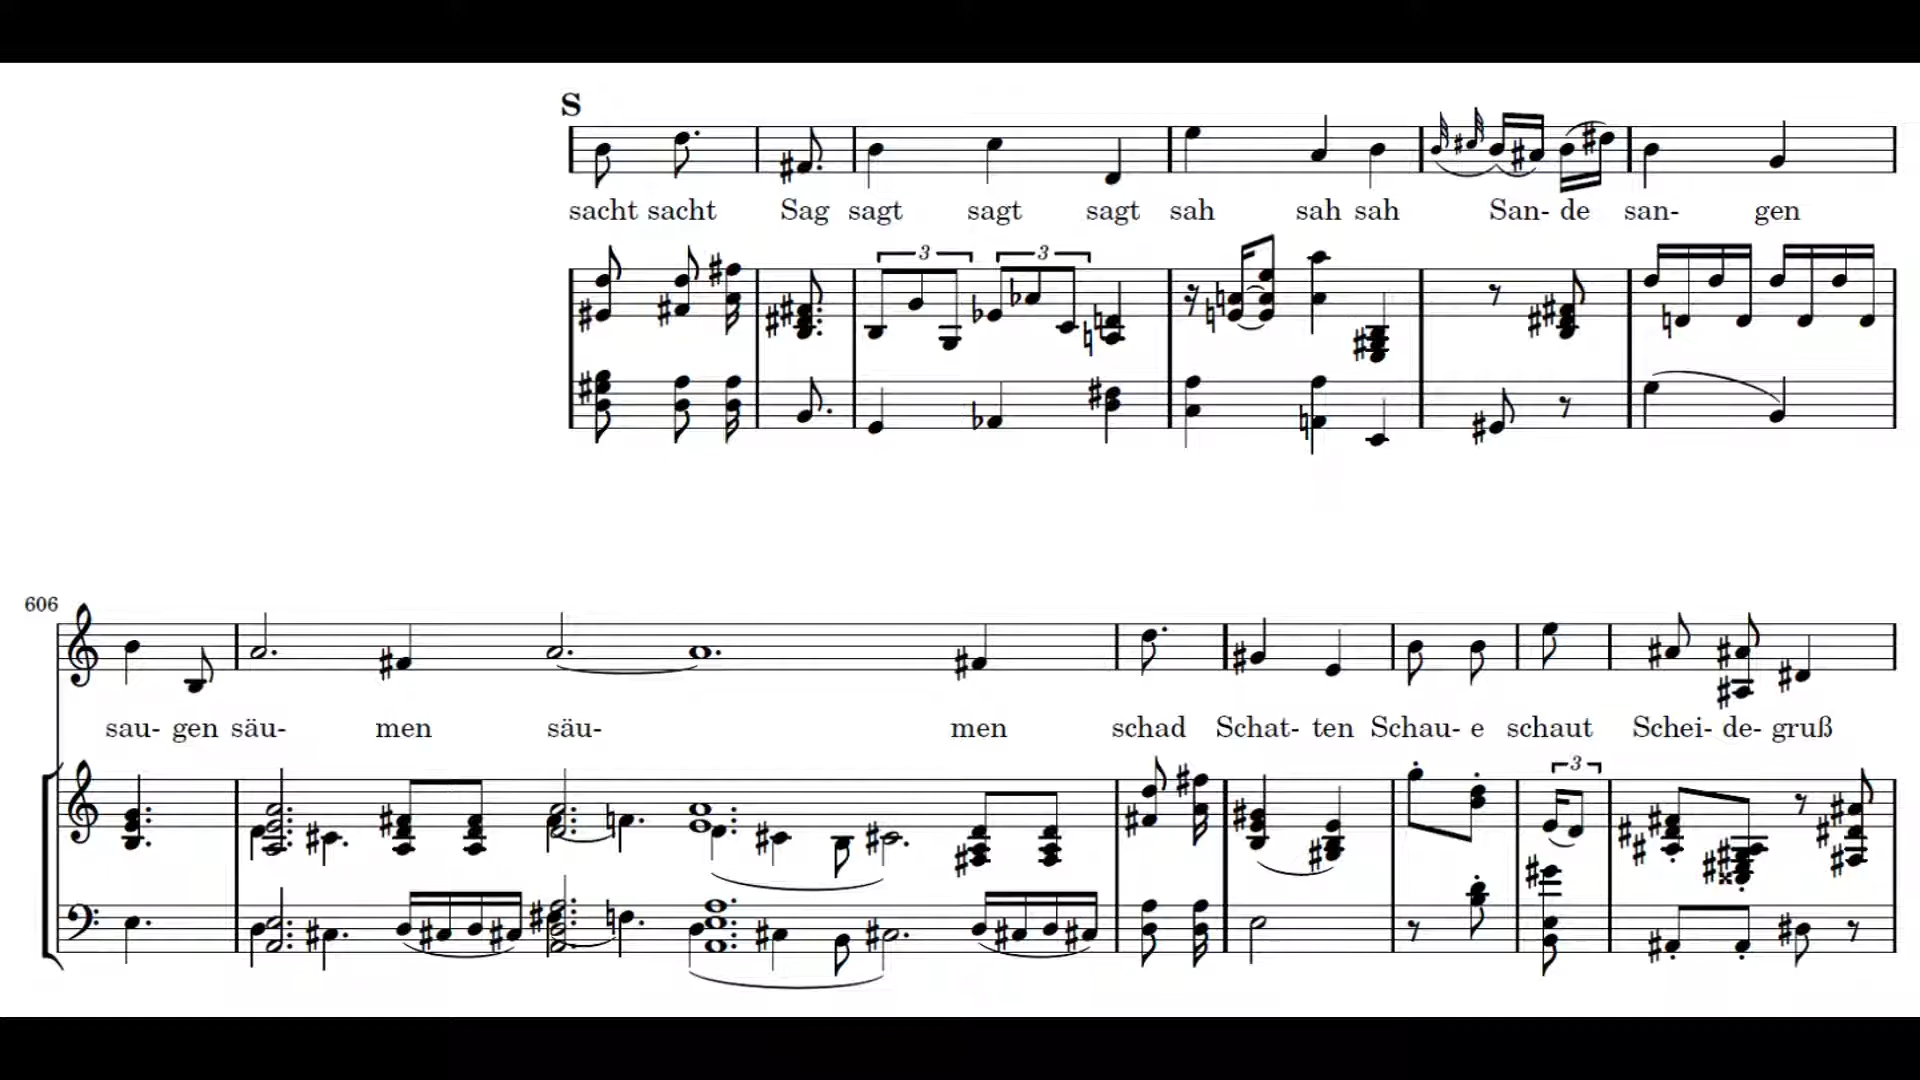 S
sacht sacht Sag sagt sagt sagt sah sah sah San- de san- gen
3 3
606
sau- gen säu- men säu- men schad Schat- ten Schau- e schaut Schei- de- gruß
3